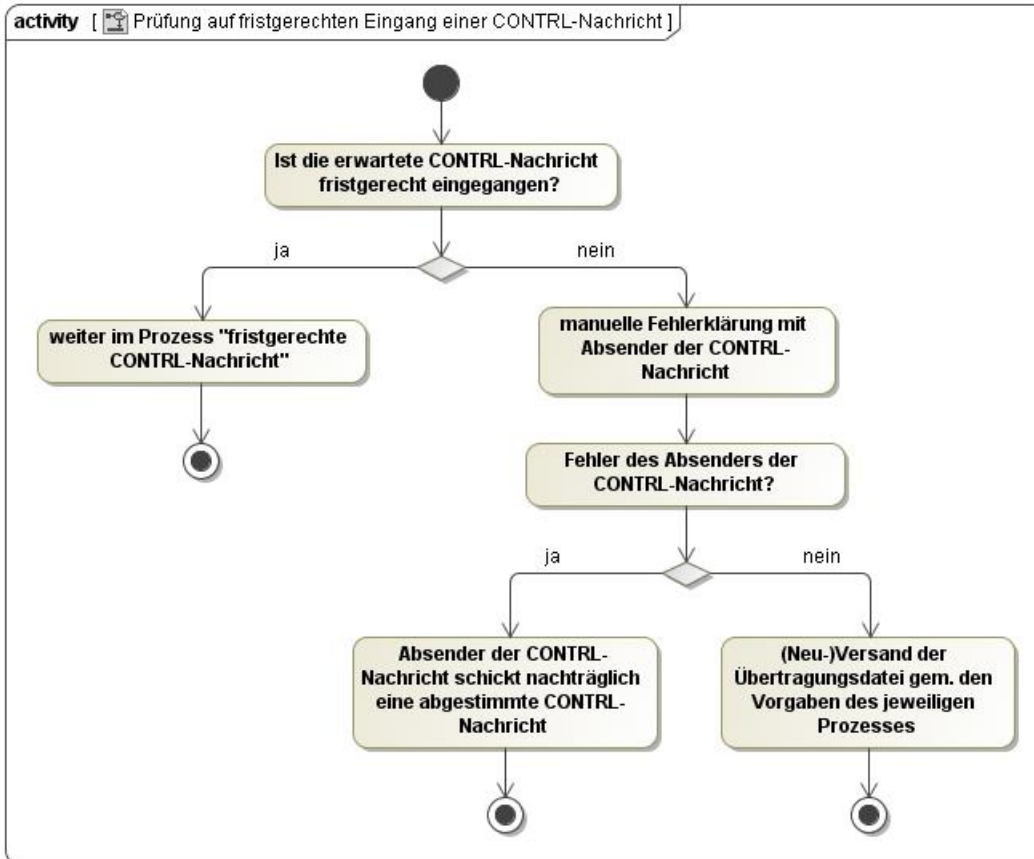 activity [ Prüfung auf fristgerechten Eingang einer CONTRL-Nachricht ]
Ist die erwartete CONTRL-Nachricht
fristgerecht eingegangen?
ja
nein
weiter im Prozess "fristgerechte
CONTRL-Nachricht"
manuelle Fehlerklärung mit
Absender der CONTRL-
Nachricht
Fehler des Absenders der
CONTRL-Nachricht?
ja
nein
Absender der CONTRL-
Nachricht schickt nachträglich
eine abgestimmte CONTRL-
Nachricht
(Neu-)Versand der
Übertragungsdatei gem. den
Vorgaben des jeweiligen
Prozesses